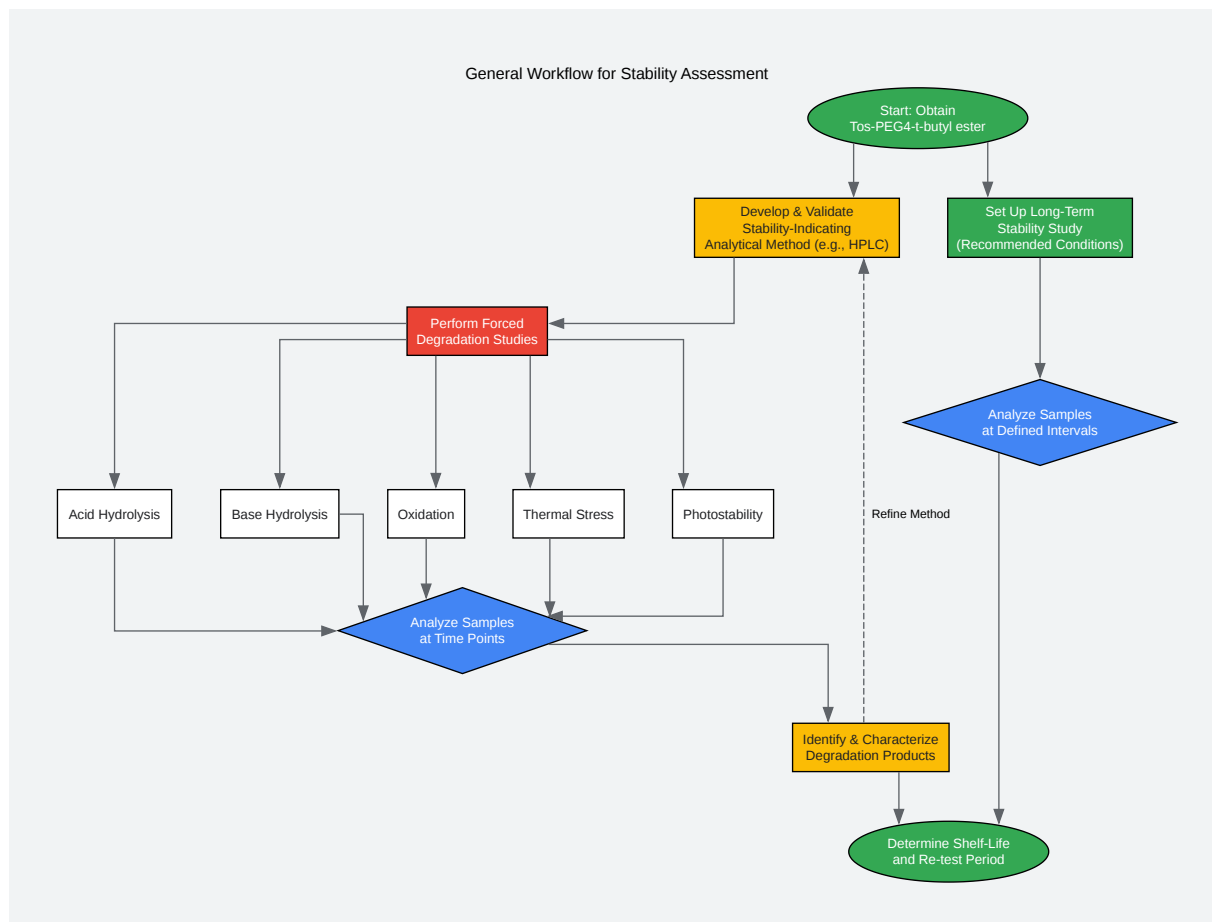 General Workflow for Stability Assessment
Start: Obtain
Tos-PEG4-t-butyl ester
Develop & Validate
Stability-Indicating
Analytical Method (e.g., HPLC)
Set Up Long-Term
Stability Study
(Recommended Conditions)
Perform Forced
Degradation Studies
Analyze Samples
at Defined Intervals
Acid Hydrolysis
Base Hydrolysis
Oxidation
Thermal Stress
Photostability
Refine Method
Analyze Samples
at Time Points
Identify & Characterize
Degradation Products
Determine Shelf-Life
and Re-test Period